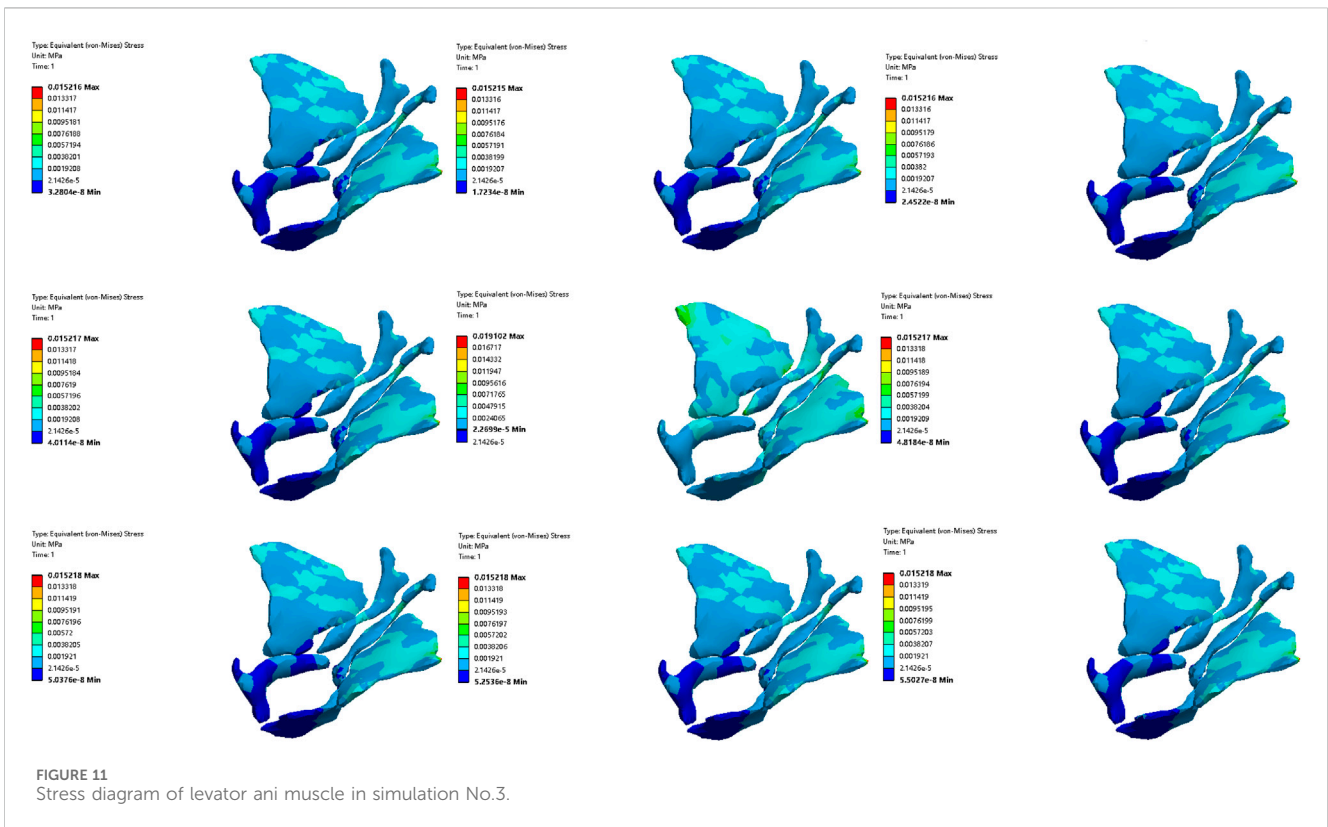 Type: Equivalent (von-Mises) Stress
Unit: MPa
Time: 1
0.015216 Max
0.013317
0.011417
0.0095181
0.0076188
0.0057194
0.0038201
0.0019208
2.1426e-5
3.2804e-8 Min
Type: Equivalent (von-Mises) Stress
Unit: MPa
Time: 1
0.015215 Max
0.013316
0.011417
0.0095176
0.0076184
0.0057191
0.0038199
0.0019207
2.1426e-5
1.7234e-8 Min
Type: Equivalent (von-Mises) Stress
Unit: MPa
Time: 1
0.015216 Max
0.013316
0.011417
0.0095179
0.0076186
0.0057193
0.00382
0.0019207
2.1426e-5
2.4522e-8 Min
Type: Equivalent (von-Mises) Stress
Unit: MPa
Time: 1
0.015217 Max
0.013317
0.011418
0.0095184
0.007619
0.0057196
0.0038202
0.0019208
2.1426e-5
4.0114e-8 Min
Type: Equivalent (von-Mises) Stress
Unit: MPa
Time: 1
0.019102 Max
0.016717
0.014332
0.011947
0.0095616
0.0071765
0.0047915
0.0024065
2.2699e-5 Min
2.1426e-5
Type: Equivalent (von-Mises) Stress
Unit: MPa
Time: 1
0.015217 Max
0.013318
0.011418
0.0095189
0.0076194
0.0057199
0.0038204
0.0019209
2.1426e-5
4.8184e-8 Min
Type: Equivalent (von-Mises) Stress
Unit: MPa
Time: 1
0.015218 Max
0.013318
0.011419
0.0095191
0.0076196
0.00572
0.0038205
0.001921
2.1426e-5
5.0376e-8 Min
Type: Equivalent (von-Mises) Stress
Unit: MPa
Time: 1
0.015218 Max
0.013318
0.011419
0.0095193
0.0076197
0.0057202
0.0038206
0.001921
2.1426e-5
5.2536e-8 Min
Type: Equivalent (von-Mises) Stress
Unit: MPa
Time: 1
0.015218 Max
0.013319
0.011419
0.0095195
0.0076199
0.0057203
0.0038207
0.001921
2.1426e-5
5.5027e-8 Min
FIGURE 11
Stress diagram of levator ani muscle in simulation No.3.